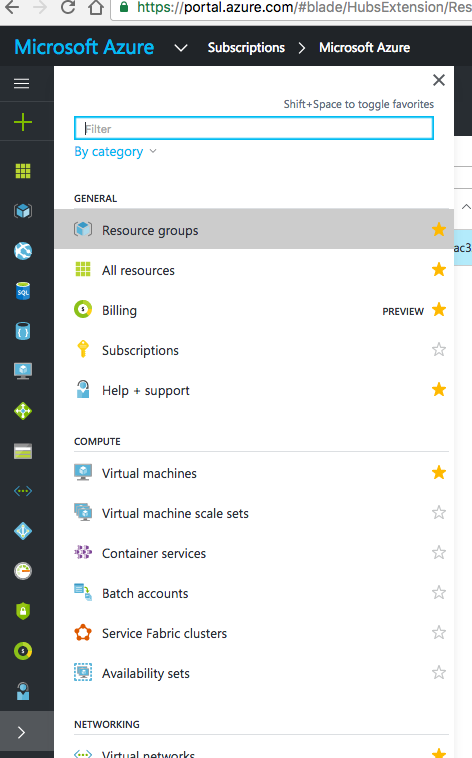 https://portal.azure.com/#blade/HubsExtension/Res
Microsoft Azure Subscriptions Microsoft Azure
Shift+Space to toggle favorites
Filter
By category
GENERAL
Resource groups
ac3
All resources
Billing PREVIEW
Subscriptions
Help + support
COMPUTE
Virtual machines
Virtual machine scale sets
Container services
Batch accounts
Service Fabric clusters
Availability sets
NETWORKING
Virtual networks
SQL